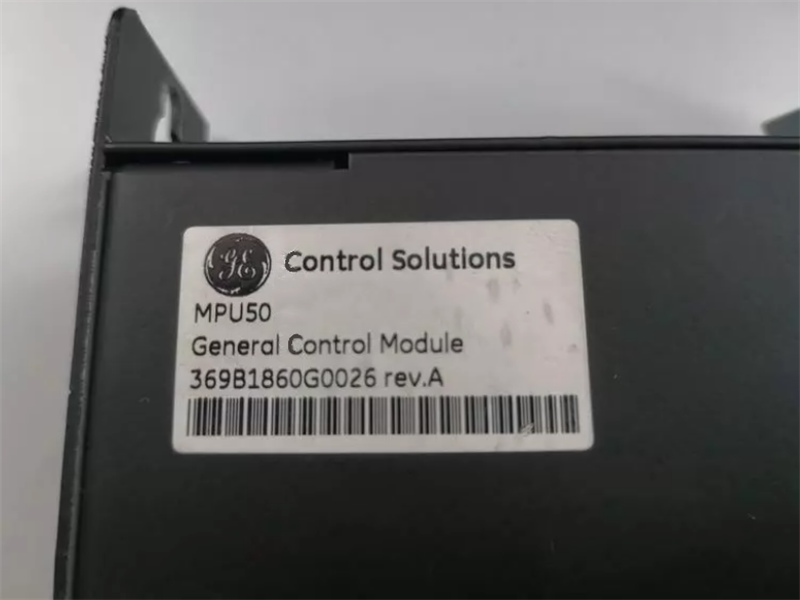 GE Control Solutions
MPU50
General Control Module
369B1860G0026 rev.A